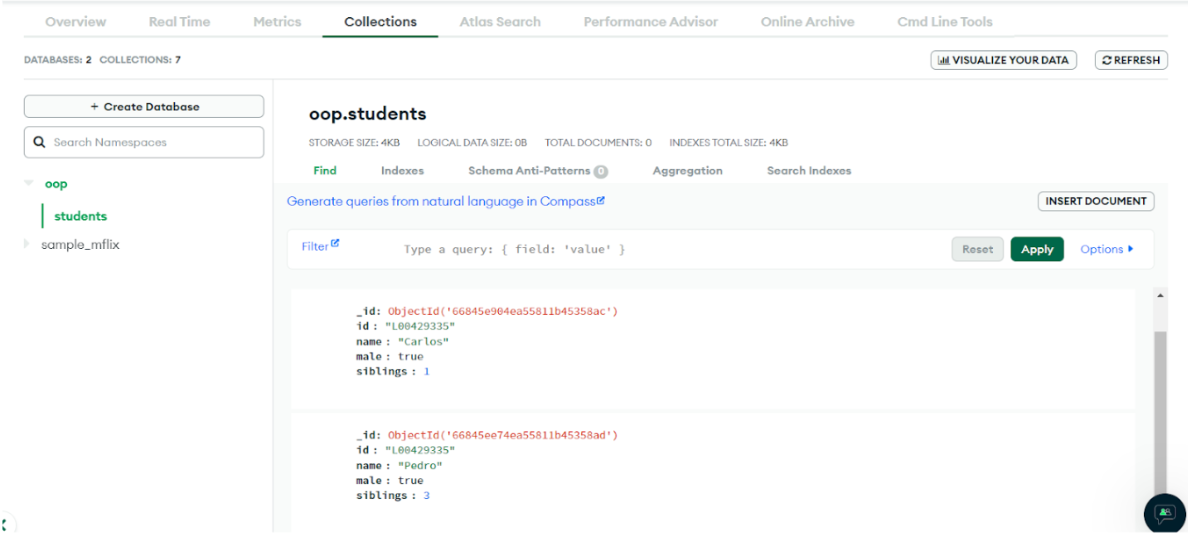 Overview Real Time Metrics Collections Atlas Search Performance Advisor Online Archive Cmd Line Tools
DATABASES: 2 COLLECTIONS: 7
VISUALIZE YOUR DATA
REFRESH
+ Create Database
Search Namespaces
oop
students
sample_mflix
oop.students
STORAGE SIZE: 4KB LOGICAL DATA SIZE: 0B TOTAL DOCUMENTS: 0 INDEXES TOTAL SIZE: 4KB
Find Indexes Schema Anti-Patterns 0 Aggregation Search Indexes
Generate queries from natural language in Compass
INSERT DOCUMENT
Filter Type a query: { field: 'value' } Reset Apply Options
_id: ObjectId('66845e904ea55811b45358ac')
id : "L00429335"
name : "Carlos"
male : true
siblings : 1
_id: ObjectId('66845ee74ea55811b45358ad')
id : "L00429335"
name : "Pedro"
male : true
siblings : 3